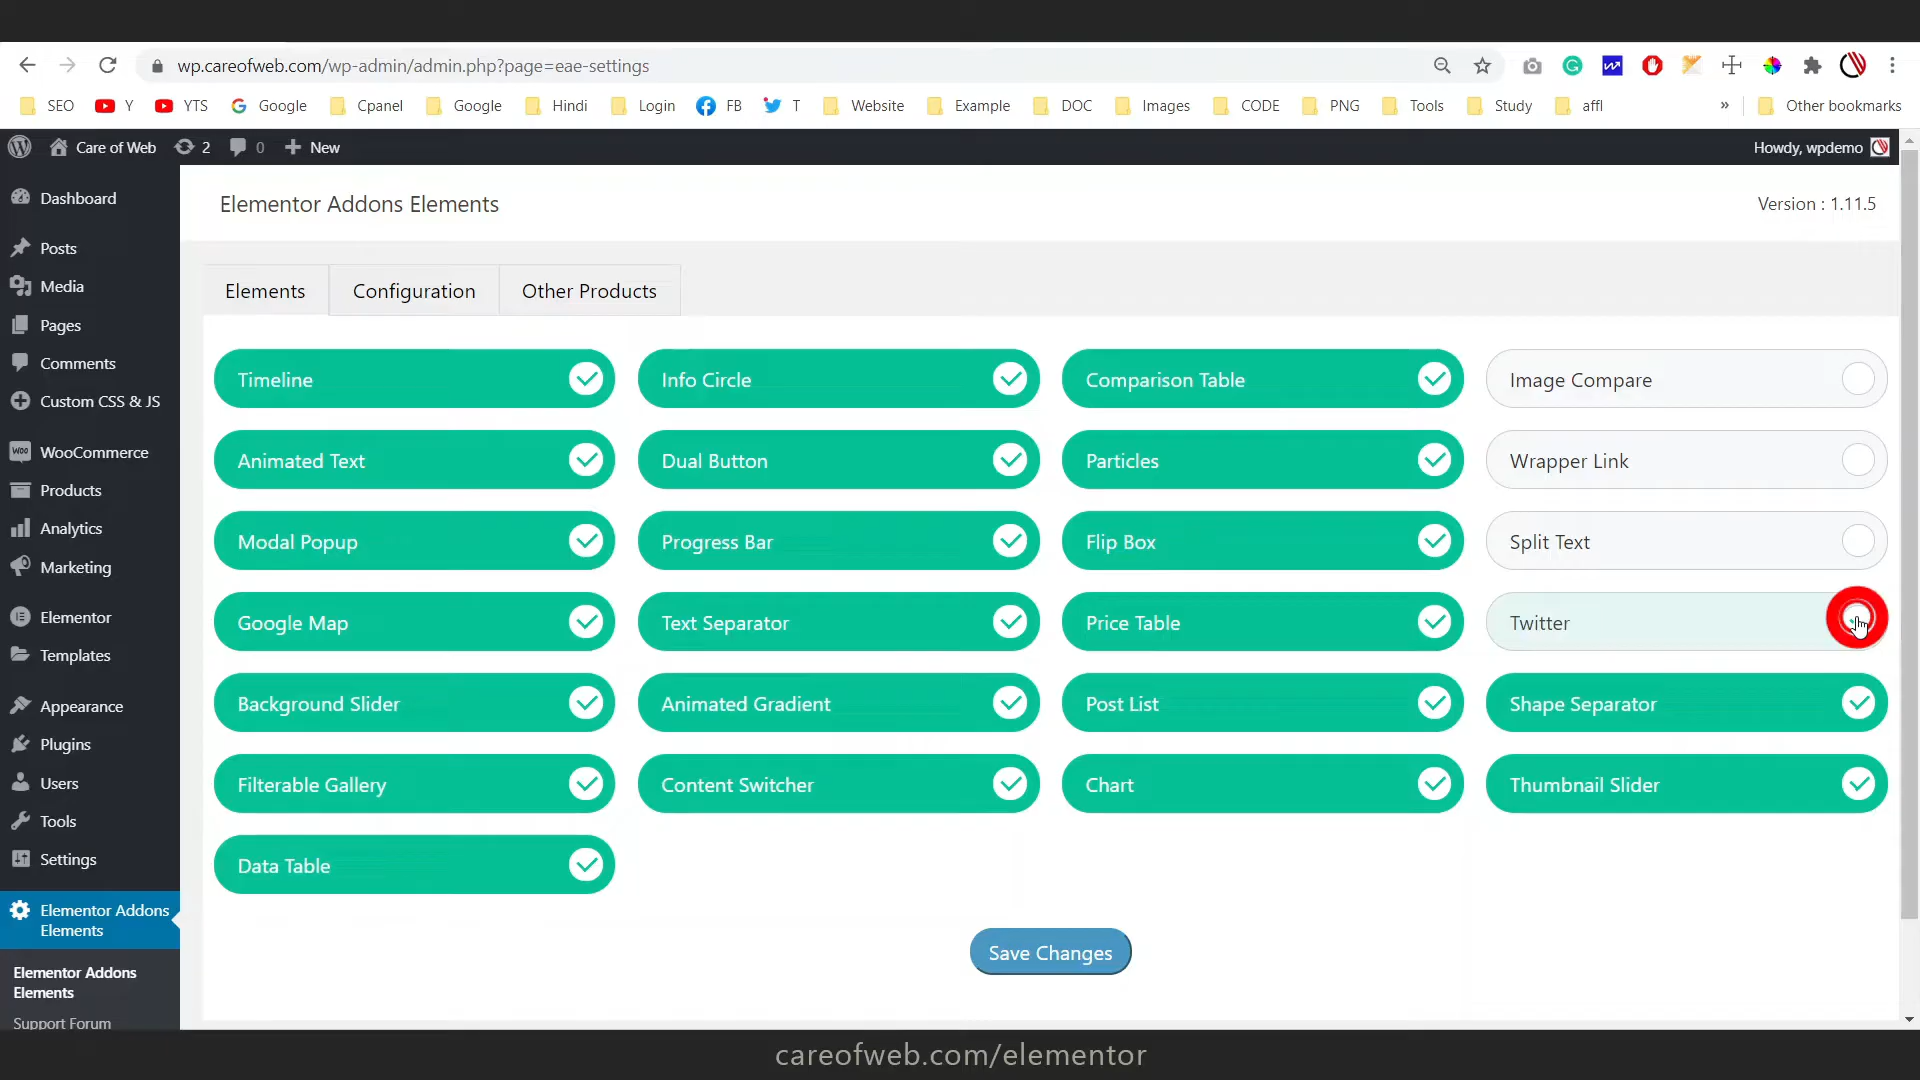 wp.careofweb.com/wp-admin/admin.php?page=eae-settings
SEO Y YTS Google Cpanel Google Hindi Login FB T Website Example DOC Images CODE PNG Tools Study affl » Other bookmarks
Care of Web 2 0 New Howdy, wpdemo
Dashboard
Posts
Media
Pages
Comments
Custom CSS & JS
WooCommerce
Products
Analytics
Marketing
Elementor
Templates
Appearance
Plugins
Users
Tools
Settings
Elementor Addons
Elements
Elementor Addons
Elements
Support Forum
Elementor Addons Elements
Version : 1.11.5
Elements Configuration Other Products
Timeline Info Circle Comparison Table Image Compare
Animated Text Dual Button Particles Wrapper Link
Modal Popup Progress Bar Flip Box Split Text
Google Map Text Separator Price Table Twitter
Background Slider Animated Gradient Post List Shape Separator
Filterable Gallery Content Switcher Chart Thumbnail Slider
Data Table
Save Changes
careofweb.com/elementor